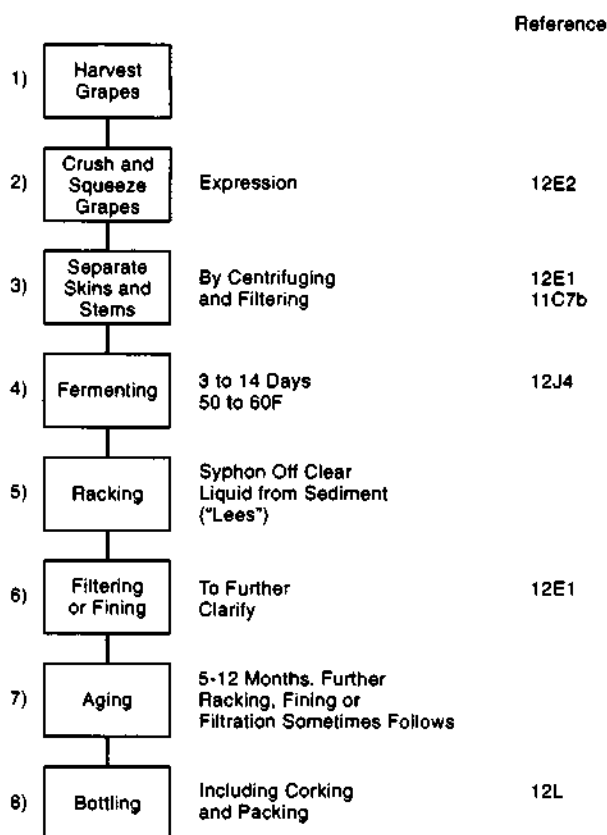 Reference
1) Harvest
Grapes
2) Crush and
Squeeze
Grapes
Expression
12E2
3) Separate
Skins and
Stems
By Centrifuging
and Filtering
12E1
11C7b
4) Fermenting
3 to 14 Days
50 to 60F
12J4
5) Racking
Syphon Off Clear
Liquid from Sediment
("Lees")
6) Filtering
or Fining
To Further
Clarify
12E1
7) Aging
5-12 Months. Further
Racking, Fining or
Filtration Sometimes Follows
8) Bottling
Including Corking
and Packing
12L